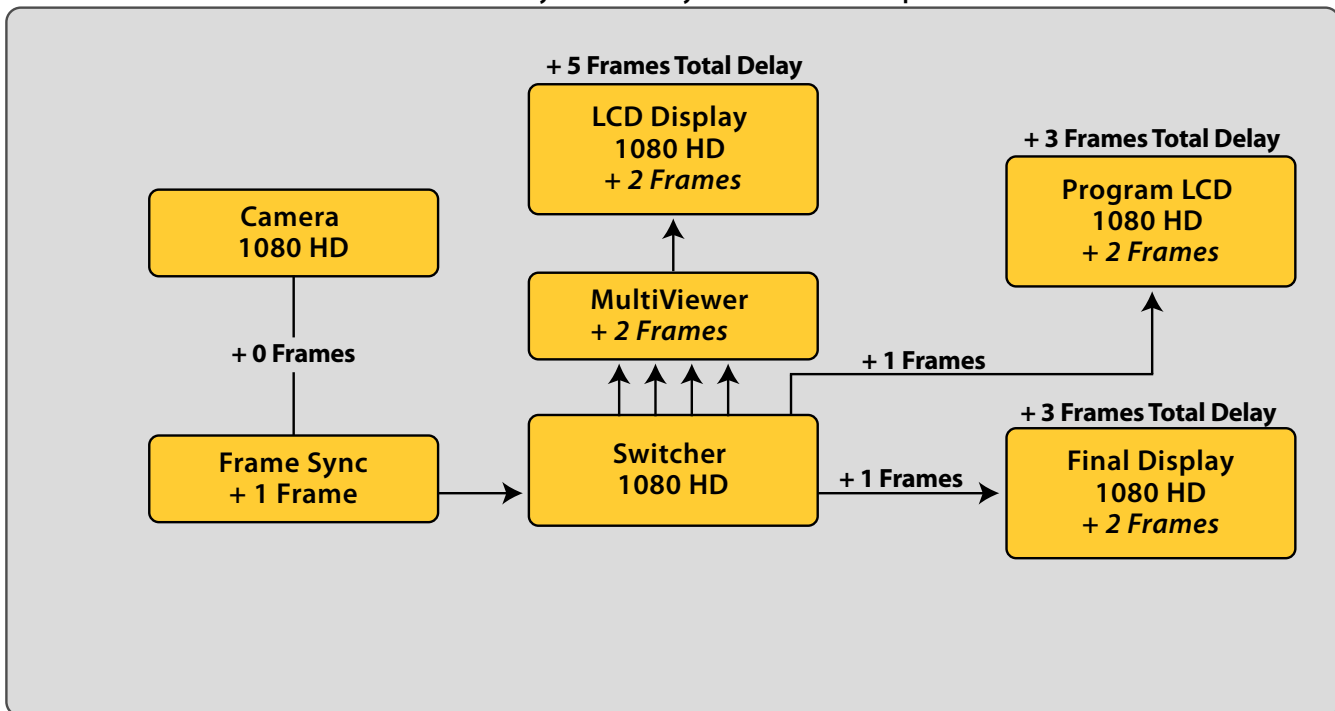 + 5 Frames Total Delay
LCD Display
1080 HD
+ 2 Frames
+ 3 Frames Total Delay
Program LCD
1080 HD
+ 2 Frames
Camera
1080 HD
+ 0 Frames
MultiViewer
+ 2 Frames
+ 1 Frames
Frame Sync
+ 1 Frame
Switcher
1080 HD
+ 1 Frames
+ 3 Frames Total Delay
Final Display
1080 HD
+ 2 Frames